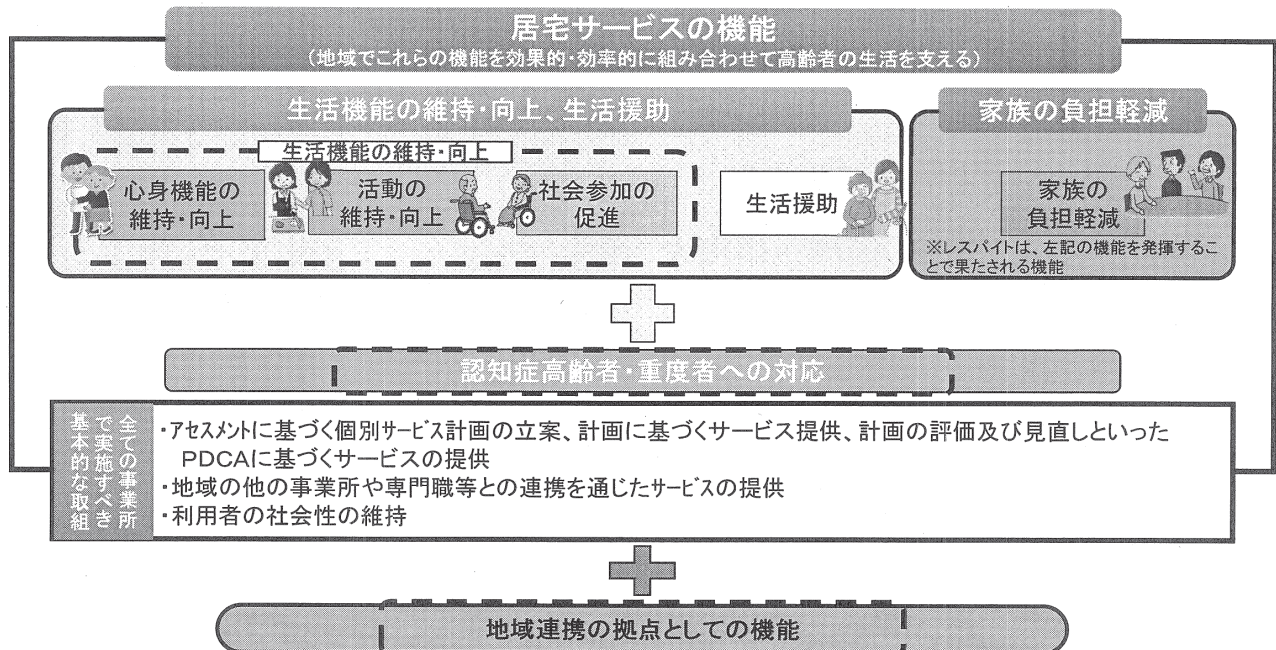 居宅サービスの機能
(地域でこれらの機能を効果的・効率的に組み合わせて高齢者の生活を支える)
生活機能の維持・向上、生活援助
家族の負担軽減
生活機能の維持・向上
心身機能の
維持・向上
活動の
維持・向上
社会参加の
促進
生活援助
家族の
負担軽減
※レスパイトは、左記の機能を発揮するこ
とで果たされる機能
認知症高齢者・重度者への対応
全ての事業所
で実施すべき
基本的な取組
・アセスメントに基づく個別サービス計画の立案、計画に基づくサービス提供、計画の評価及び見直しといった
PDCAに基づくサービスの提供
・地域の他の事業所や専門職等との連携を通じたサービスの提供
・利用者の社会性の維持
地域連携の拠点としての機能